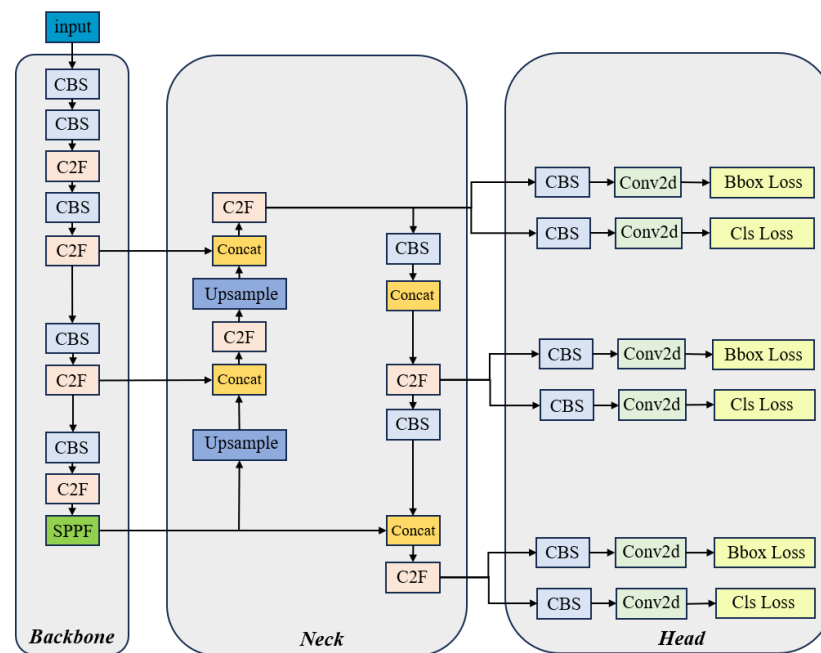 input
CBS
CBS
C2F
CBS
C2F
CBS
C2F
CBS
C2F
SPPF
Backbone
C2F
Concat
Upsample
C2F
Concat
Upsample
CBS
Concat
C2F
CBS
Concat
C2F
Neck
CBS Conv2d Bbox Loss
CBS Conv2d Cls Loss
CBS Conv2d Bbox Loss
CBS Conv2d Cls Loss
CBS Conv2d Bbox Loss
CBS Conv2d Cls Loss
Head